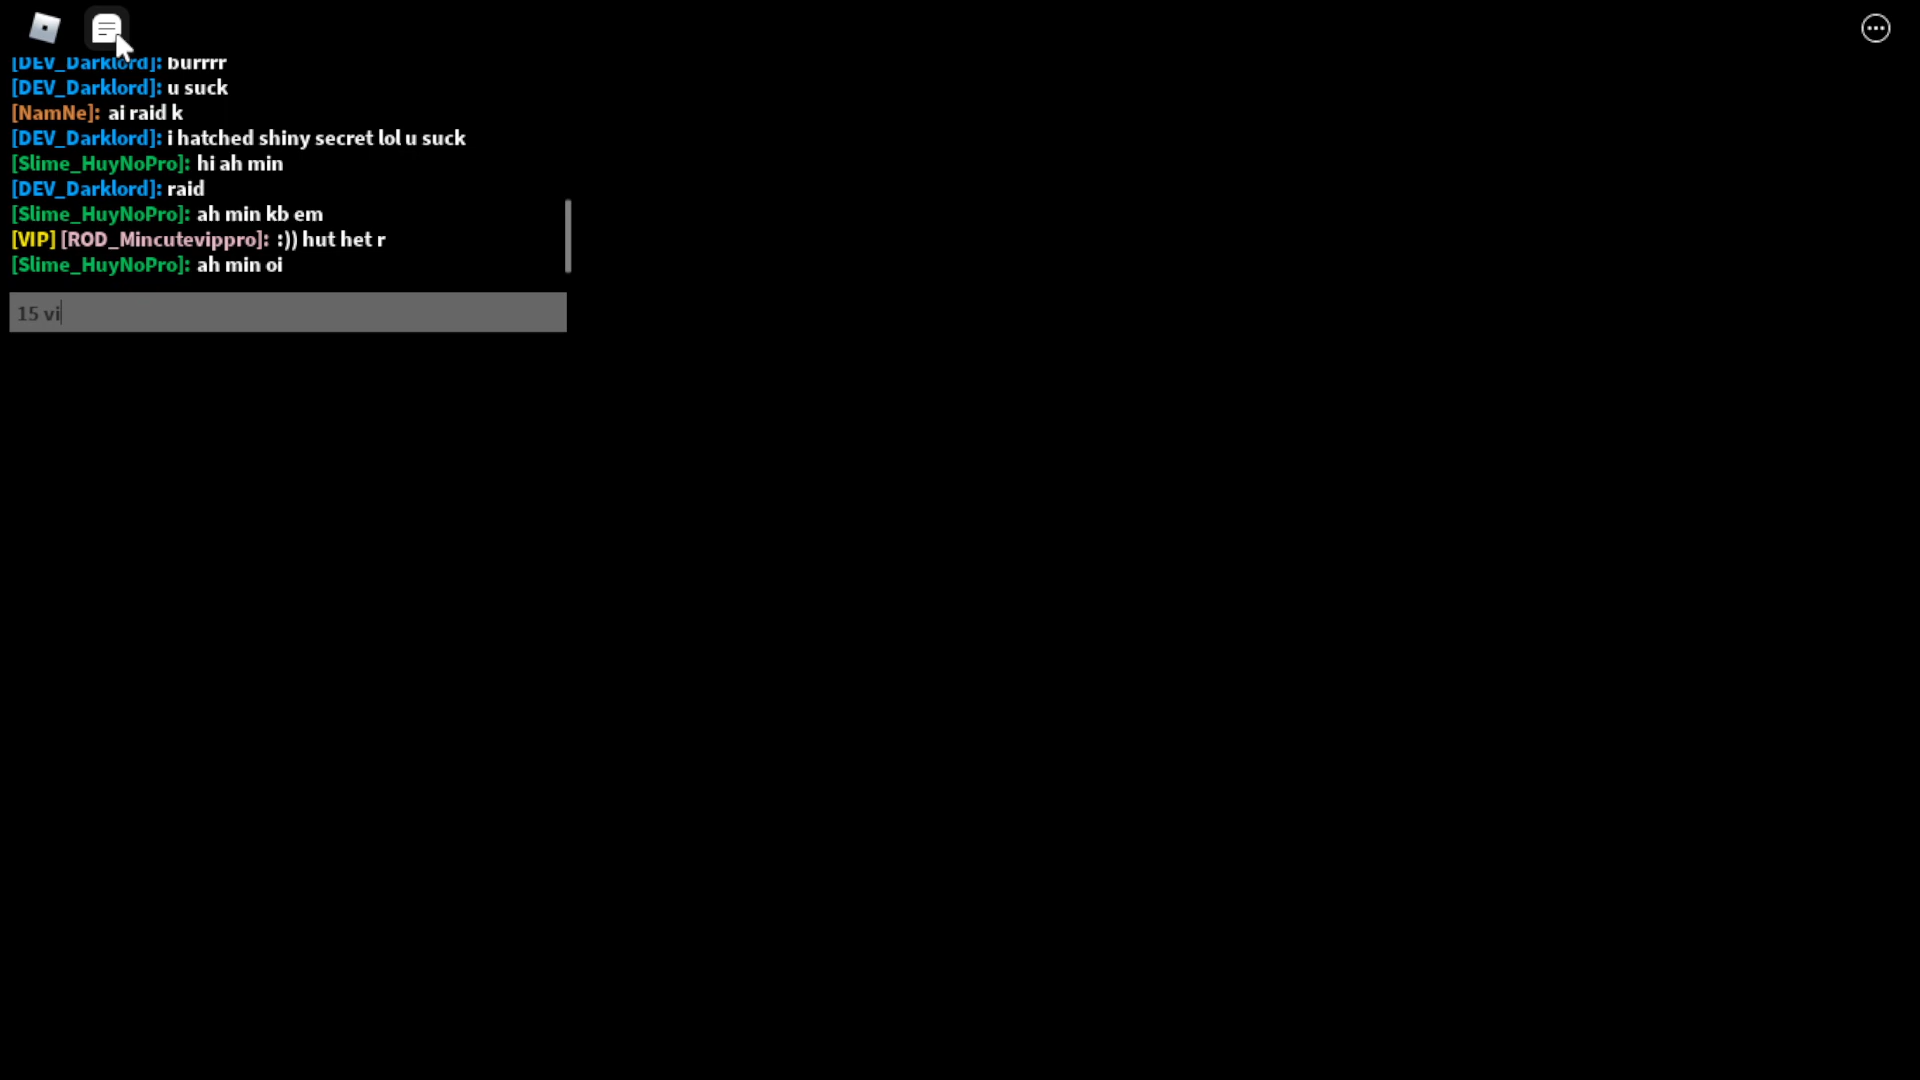 [DEV_Darklord]: burrrr
[DEV_Darklord]: u suck
[NamNe]: ai raid k
[DEV_Darklord]: i hatched shiny secret lol u suck
[Slime_HuyNoPro]: hi ah min
[DEV_Darklord]: raid
[Slime_HuyNoPro]: ah min kb em
[VIP] [ROD_Mincutevippro]: :)) hut het r
[Slime_HuyNoPro]: ah min oi
15 vi